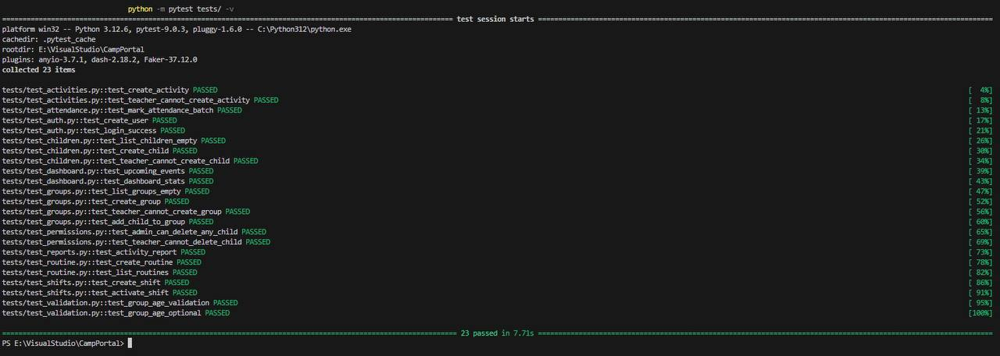 python -m pytest tests/ -v
test session starts
platform win32 -- Python 3.12.6, pytest-9.0.3, pluggy-1.6.0 -- C:\Python312\python.exe
cachedir: .pytest_cache
rootdir: E:\VisualStudio\CampPortal
plugins: anyio-3.7.1, dash-2.18.2, Faker-37.12.0
collected 23 items
tests/test_activities.py::test_create_activity PASSED [  4%]
tests/test_activities.py::test_teacher_cannot_create_activity PASSED [  8%]
tests/test_attendance.py::test_mark_attendance_batch PASSED [ 13%]
tests/test_auth.py::test_create_user PASSED [ 17%]
tests/test_auth.py::test_login_success PASSED [ 21%]
tests/test_children.py::test_list_children_empty PASSED [ 26%]
tests/test_children.py::test_create_child PASSED [ 30%]
tests/test_children.py::test_teacher_cannot_create_child PASSED [ 34%]
tests/test_dashboard.py::test_upcoming_events PASSED [ 39%]
tests/test_dashboard.py::test_dashboard_stats PASSED [ 43%]
tests/test_groups.py::test_list_groups_empty PASSED [ 47%]
tests/test_groups.py::test_create_group PASSED [ 52%]
tests/test_groups.py::test_teacher_cannot_create_group PASSED [ 56%]
tests/test_groups.py::test_add_child_to_group PASSED [ 60%]
tests/test_permissions.py::test_admin_can_delete_any_child PASSED [ 65%]
tests/test_permissions.py::test_teacher_cannot_delete_child PASSED [ 69%]
tests/test_reports.py::test_activity_report PASSED [ 73%]
tests/test_routine.py::test_create_routine PASSED [ 78%]
tests/test_routine.py::test_list_routines PASSED [ 82%]
tests/test_shifts.py::test_create_shift PASSED [ 86%]
tests/test_shifts.py::test_activate_shift PASSED [ 91%]
tests/test_validation.py::test_group_age_validation PASSED [ 95%]
tests/test_validation.py::test_group_age_optional PASSED [100%]
23 passed in 7.71s
PS E:\VisualStudio\CampPortal>